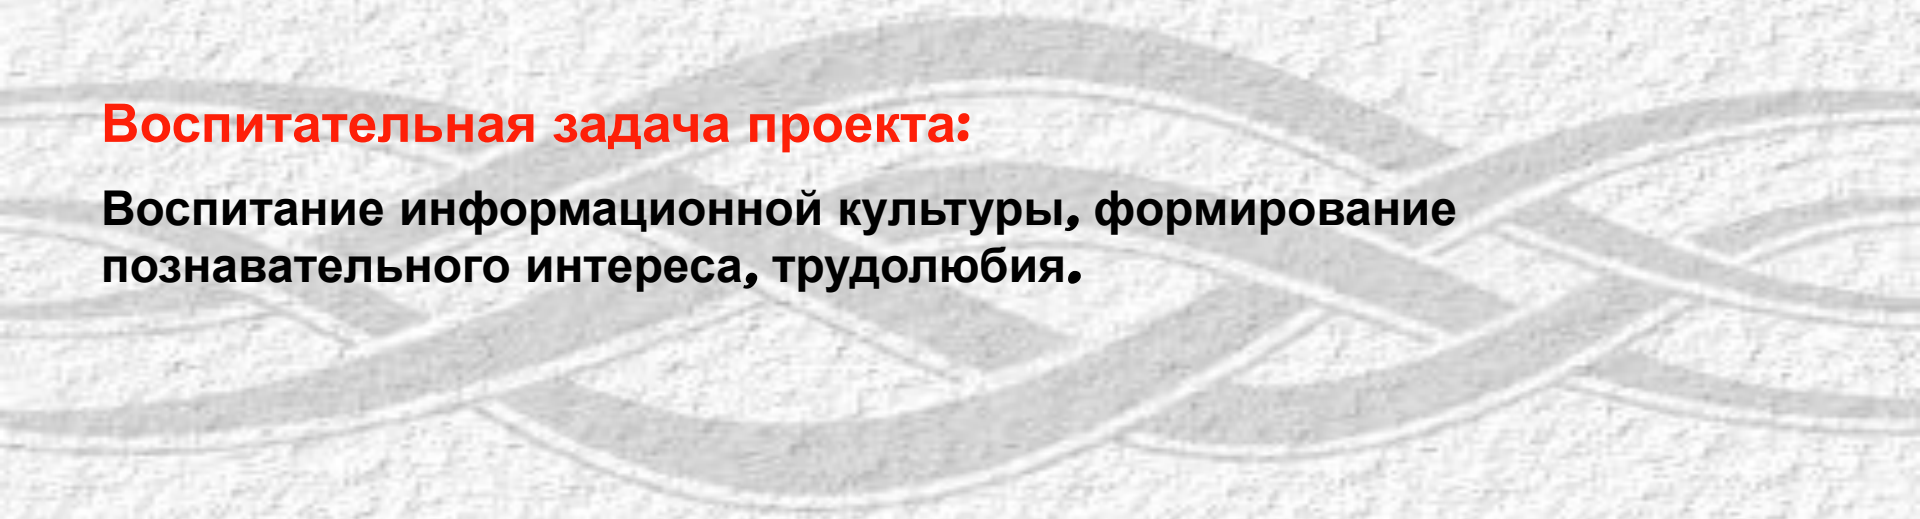 Воспитательная задача проекта:
Воспитание информационной культуры, формирование
познавательного интереса, трудолюбия.